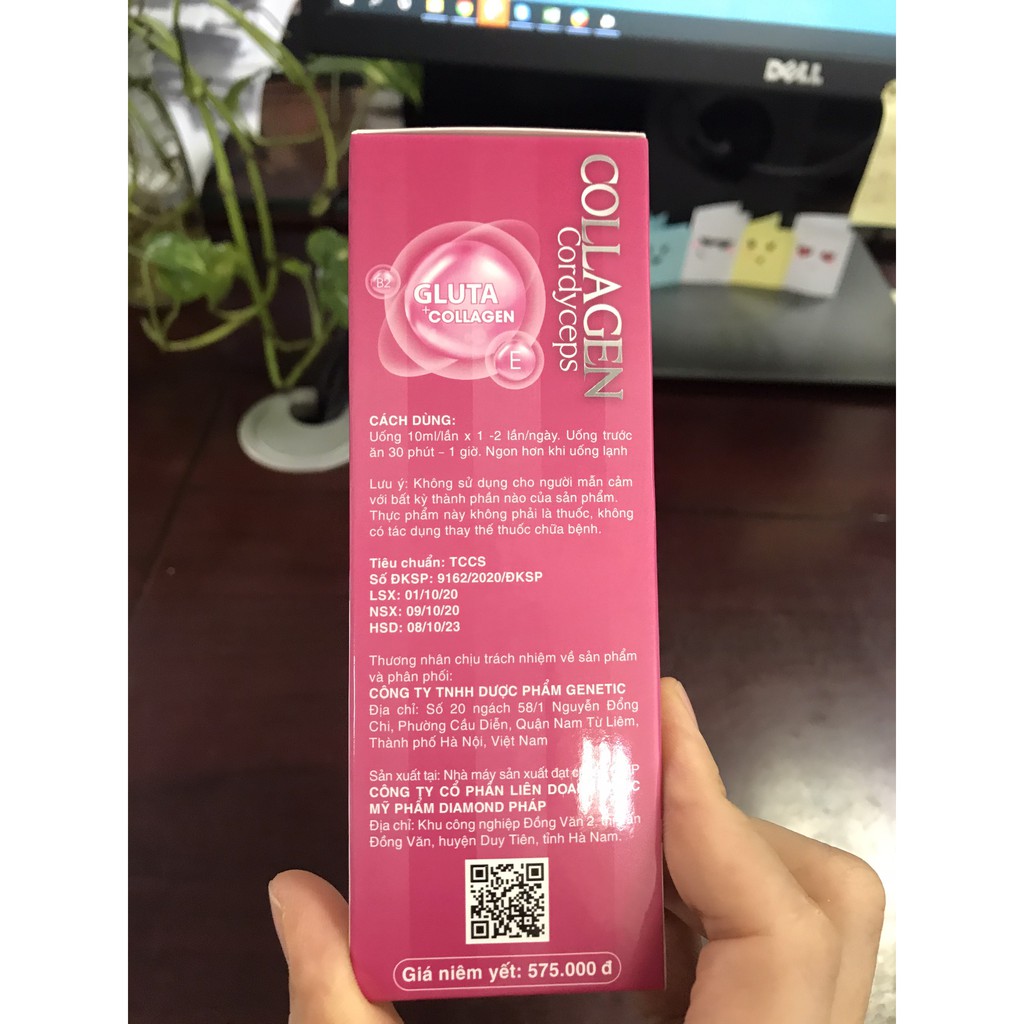 DELL
COLLAGEN
Cordyceps
B2
GLUTA
+COLLAGEN
E
CÁCH DÙNG:
Uống 10ml/lần x 1 -2 lần/ngày. Uống trước
ăn 30 phút – 1 giờ. Ngon hơn khi uống lạnh
Lưu ý: Không sử dụng cho người mẫn cảm
với bất kỳ thành phần nào của sản phẩm.
Thực phẩm này không phải là thuốc, không
có tác dụng thay thế thuốc chữa bệnh.
Tiêu chuẩn: TCCS
Số ĐKSP: 9162/2020/ĐKSP
LSX: 01/10/20
NSX: 09/10/20
HSD: 08/10/23
Thương nhân chịu trách nhiệm về sản phẩm
và phân phối:
CÔNG TY TNHH DƯỢC PHẨM GENETIC
Địa chỉ: Số 20 ngách 58/1 Nguyễn Đổng
Chi, Phường Cầu Diễn, Quận Nam Từ Liêm,
Thành phố Hà Nội, Việt Nam
Sản xuất tại: Nhà máy sản xuất đạt
CÔNG TY CỔ PHẦN LIÊN DOANH
MỸ PHẨM DIAMOND PHÁP
Địa chỉ: Khu công nghiệp Đồng Văn 2,
Đồng Văn, huyện Duy Tiên, tỉnh Hà Nam.
Giá niêm yết: 575.000 đ